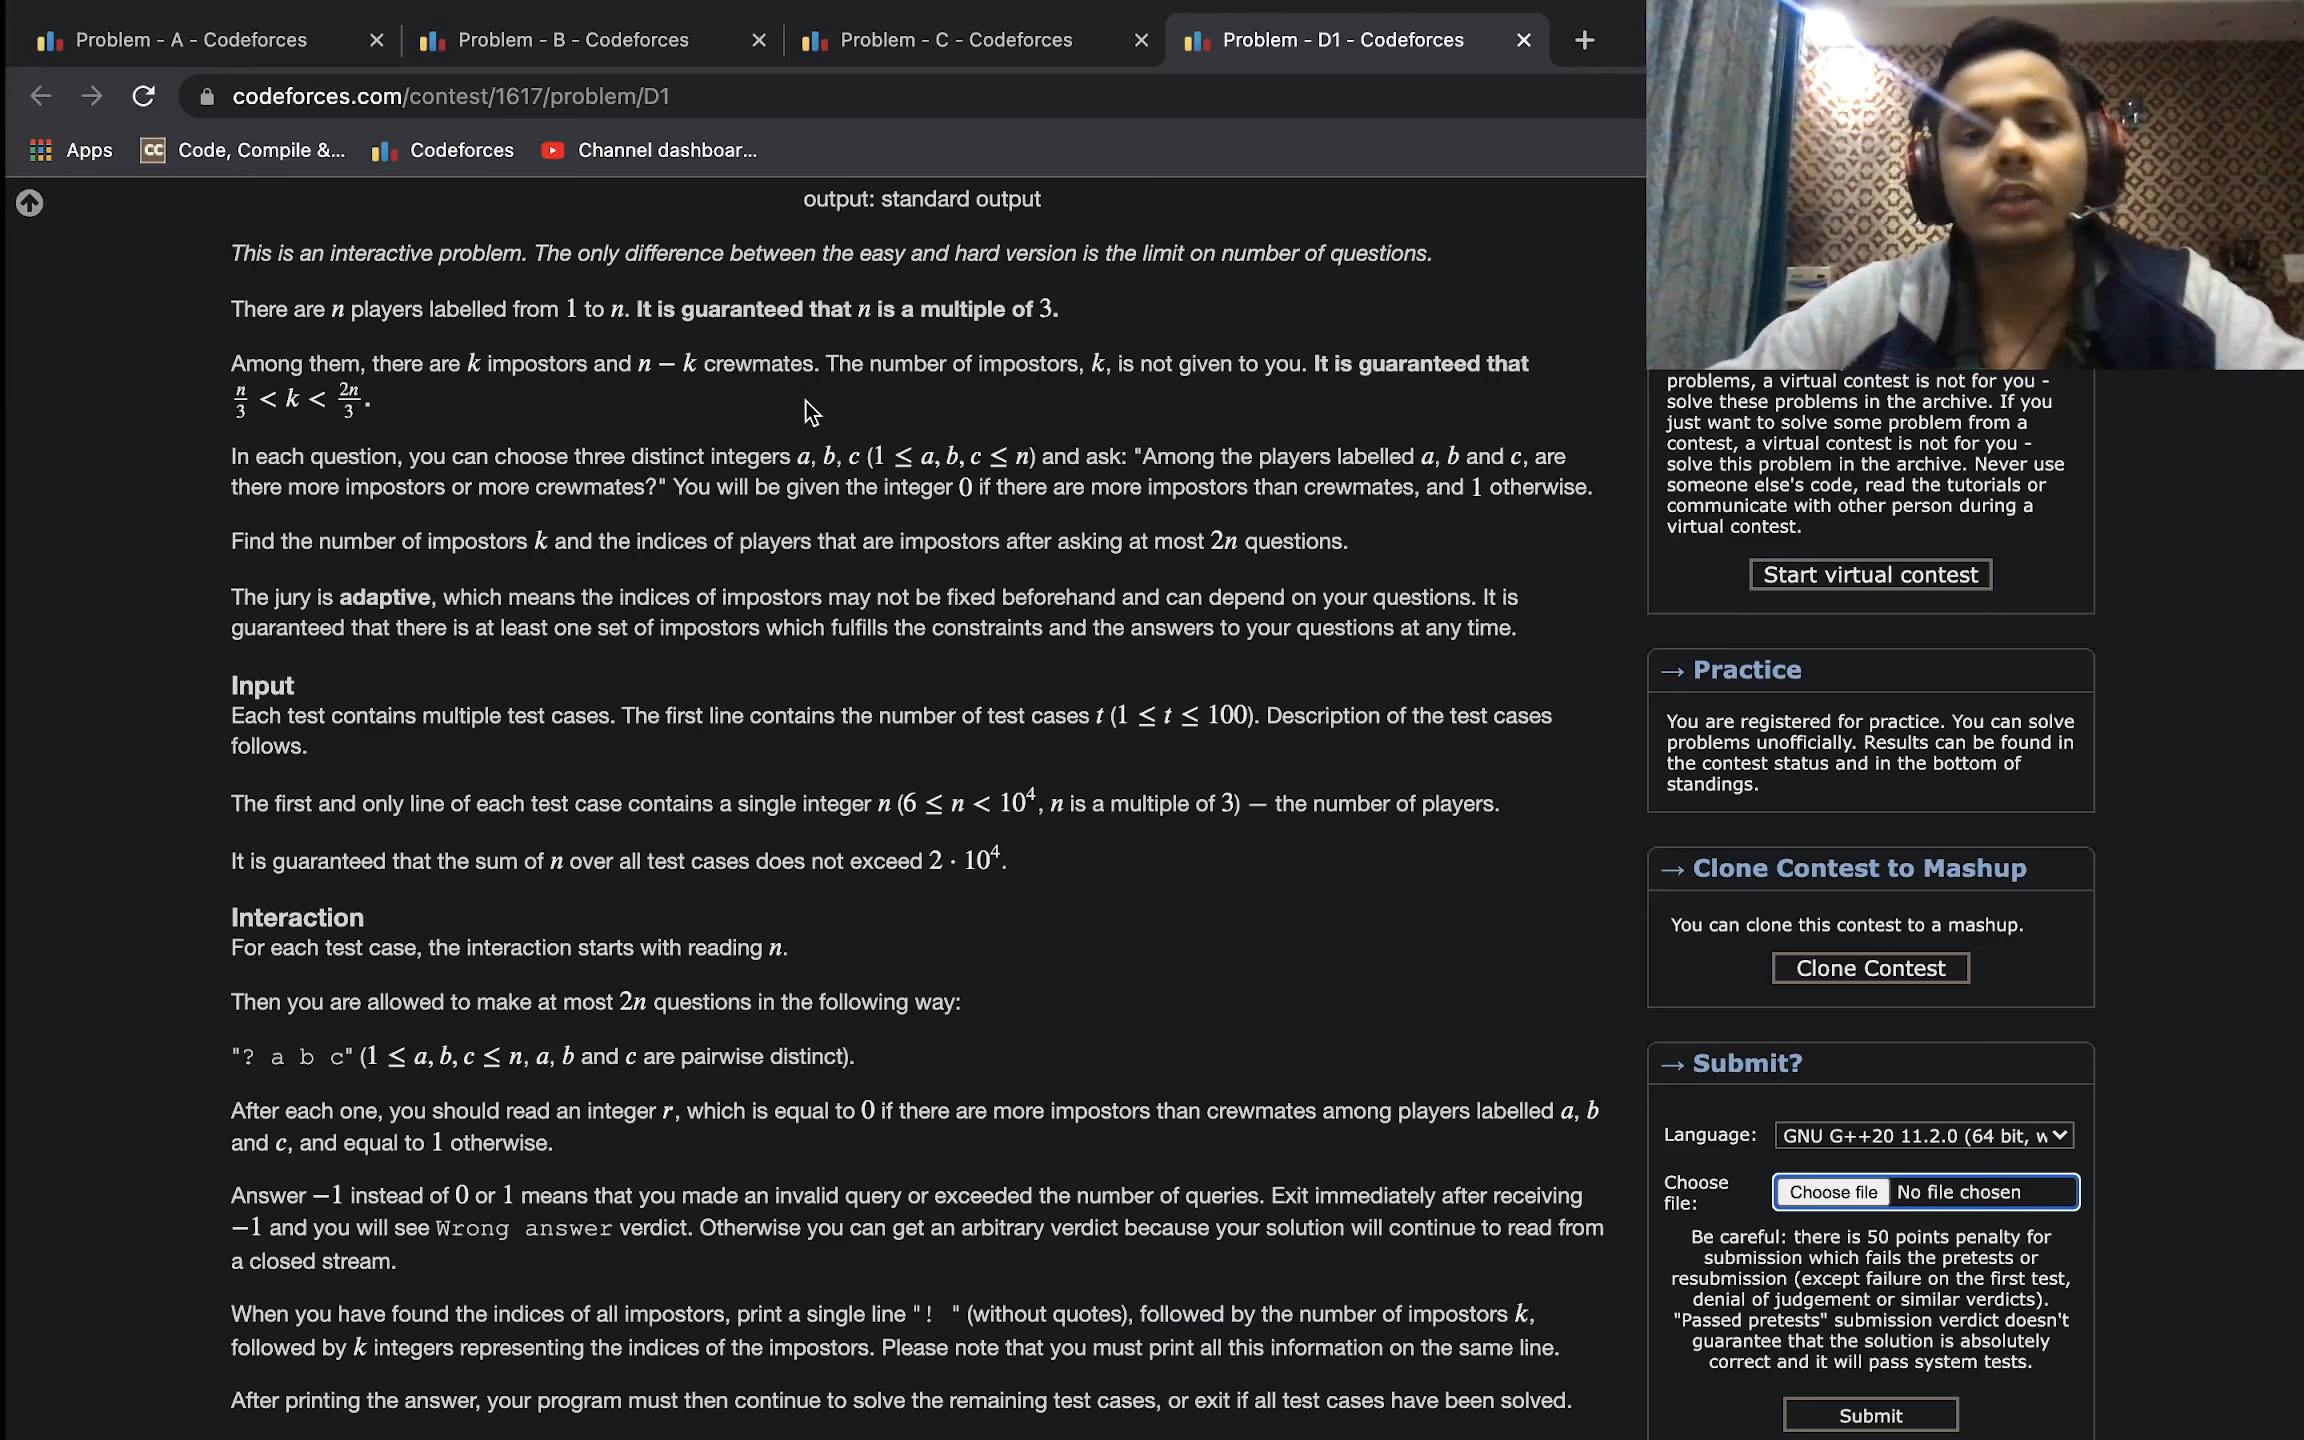 Problem - A - Codeforces
Problem - B - Codeforces
Problem - C - Codeforces
Problem - D1 - Codeforces
codeforces.com/contest/1617/problem/D1
Apps
CC
Code, Compile &...
Codeforces
Channel dashboar...
output: standard output
This is an interactive problem. The only difference between the easy and hard version is the limit on number of questions.
There are n players labelled from 1 to n. It is guaranteed that n is a multiple of 3.
Among them, there are k impostors and n − k crewmates. The number of impostors, k, is not given to you. It is guaranteed that
n/3 < k < 2n/3.
In each question, you can choose three distinct integers a, b, c (1 ≤ a, b, c ≤ n) and ask: "Among the players labelled a, b and c, are
there more impostors or more crewmates?" You will be given the integer 0 if there are more impostors than crewmates, and 1 otherwise.
Find the number of impostors k and the indices of players that are impostors after asking at most 2n questions.
The jury is adaptive, which means the indices of impostors may not be fixed beforehand and can depend on your questions. It is
guaranteed that there is at least one set of impostors which fulfills the constraints and the answers to your questions at any time.
Input
Each test contains multiple test cases. The first line contains the number of test cases t (1 ≤ t ≤ 100). Description of the test cases
follows.
The first and only line of each test case contains a single integer n (6 ≤ n < 10⁴, n is a multiple of 3) — the number of players.
It is guaranteed that the sum of n over all test cases does not exceed 2 · 10⁴.
Interaction
For each test case, the interaction starts with reading n.
Then you are allowed to make at most 2n questions in the following way:
"? a b c" (1 ≤ a, b, c ≤ n, a, b and c are pairwise distinct).
After each one, you should read an integer r, which is equal to 0 if there are more impostors than crewmates among players labelled a, b
and c, and equal to 1 otherwise.
Answer −1 instead of 0 or 1 means that you made an invalid query or exceeded the number of queries. Exit immediately after receiving
−1 and you will see Wrong answer verdict. Otherwise you can get an arbitrary verdict because your solution will continue to read from
a closed stream.
When you have found the indices of all impostors, print a single line "! " (without quotes), followed by the number of impostors k,
followed by k integers representing the indices of the impostors. Please note that you must print all this information on the same line.
After printing the answer, your program must then continue to solve the remaining test cases, or exit if all test cases have been solved.
problems, a virtual contest is not for you -
solve these problems in the archive. If you
just want to solve some problem from a
contest, a virtual contest is not for you -
solve this problem in the archive. Never use
someone else's code, read the tutorials or
communicate with other person during a
virtual contest.
Start virtual contest
→ Practice
You are registered for practice. You can solve
problems unofficially. Results can be found in
the contest status and in the bottom of
standings.
→ Clone Contest to Mashup
You can clone this contest to a mashup.
Clone Contest
→ Submit?
Language: GNU G++20 11.2.0 (64 bit, w
Choose
file:
Choose file No file chosen
Be careful: there is 50 points penalty for
submission which fails the pretests or
resubmission (except failure on the first test,
denial of judgement or similar verdicts).
"Passed pretests" submission verdict doesn't
guarantee that the solution is absolutely
correct and it will pass system tests.
Submit